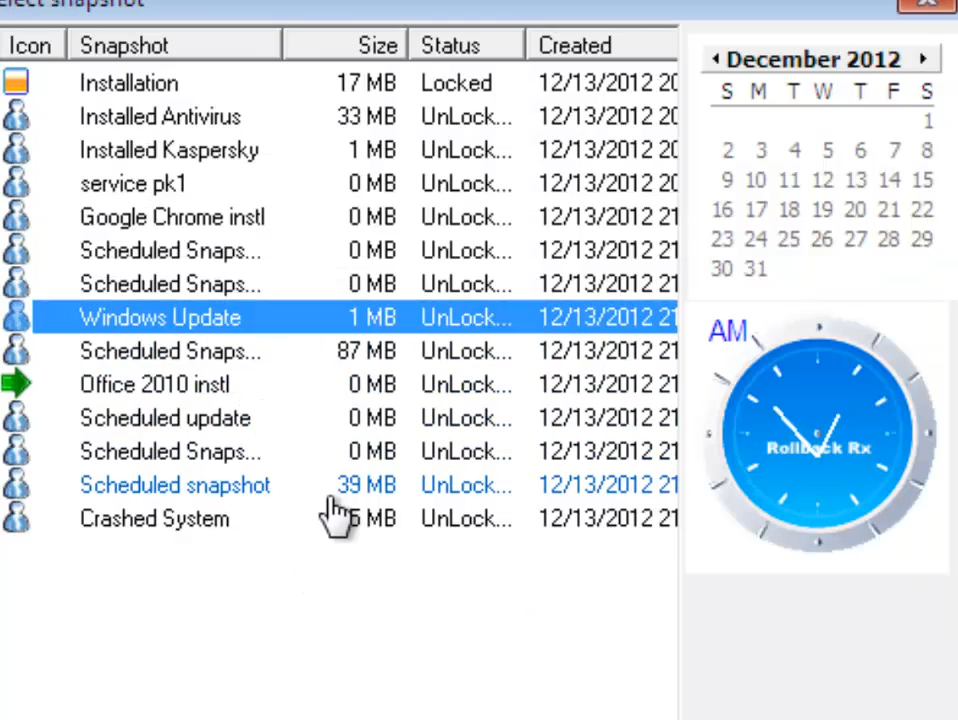 elect snapshot
Icon Snapshot Size Status Created
Installation 17 MB Locked 12/13/2012 20
Installed Antivirus 33 MB UnLock... 12/13/2012 20
Installed Kaspersky 1 MB UnLock... 12/13/2012 20
service pk1 0 MB UnLock... 12/13/2012 20
Google Chrome instl 0 MB UnLock... 12/13/2012 21
Scheduled Snaps... 0 MB UnLock... 12/13/2012 21
Scheduled Snaps... 0 MB UnLock... 12/13/2012 21
Windows Update 1 MB UnLock... 12/13/2012 21
Scheduled Snaps... 87 MB UnLock... 12/13/2012 21
Office 2010 instl 0 MB UnLock... 12/13/2012 21
Scheduled update 0 MB UnLock... 12/13/2012 21
Scheduled Snaps... 0 MB UnLock... 12/13/2012 21
Scheduled snapshot 39 MB UnLock... 12/13/2012 21
Crashed System 5 MB UnLock... 12/13/2012 21
December 2012
S M T W T F S
1
2 3 4 5 6 7 8
9 10 11 12 13 14 15
16 17 18 19 20 21 22
23 24 25 26 27 28 29
30 31
AM
Rollback Rx